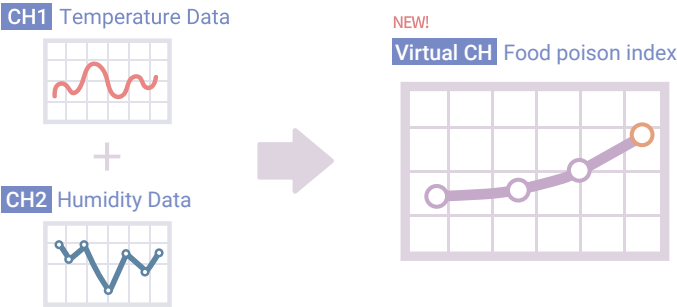 CH1 Temperature Data
+
CH2 Humidity Data
NEW!
Virtual CH Food poison index